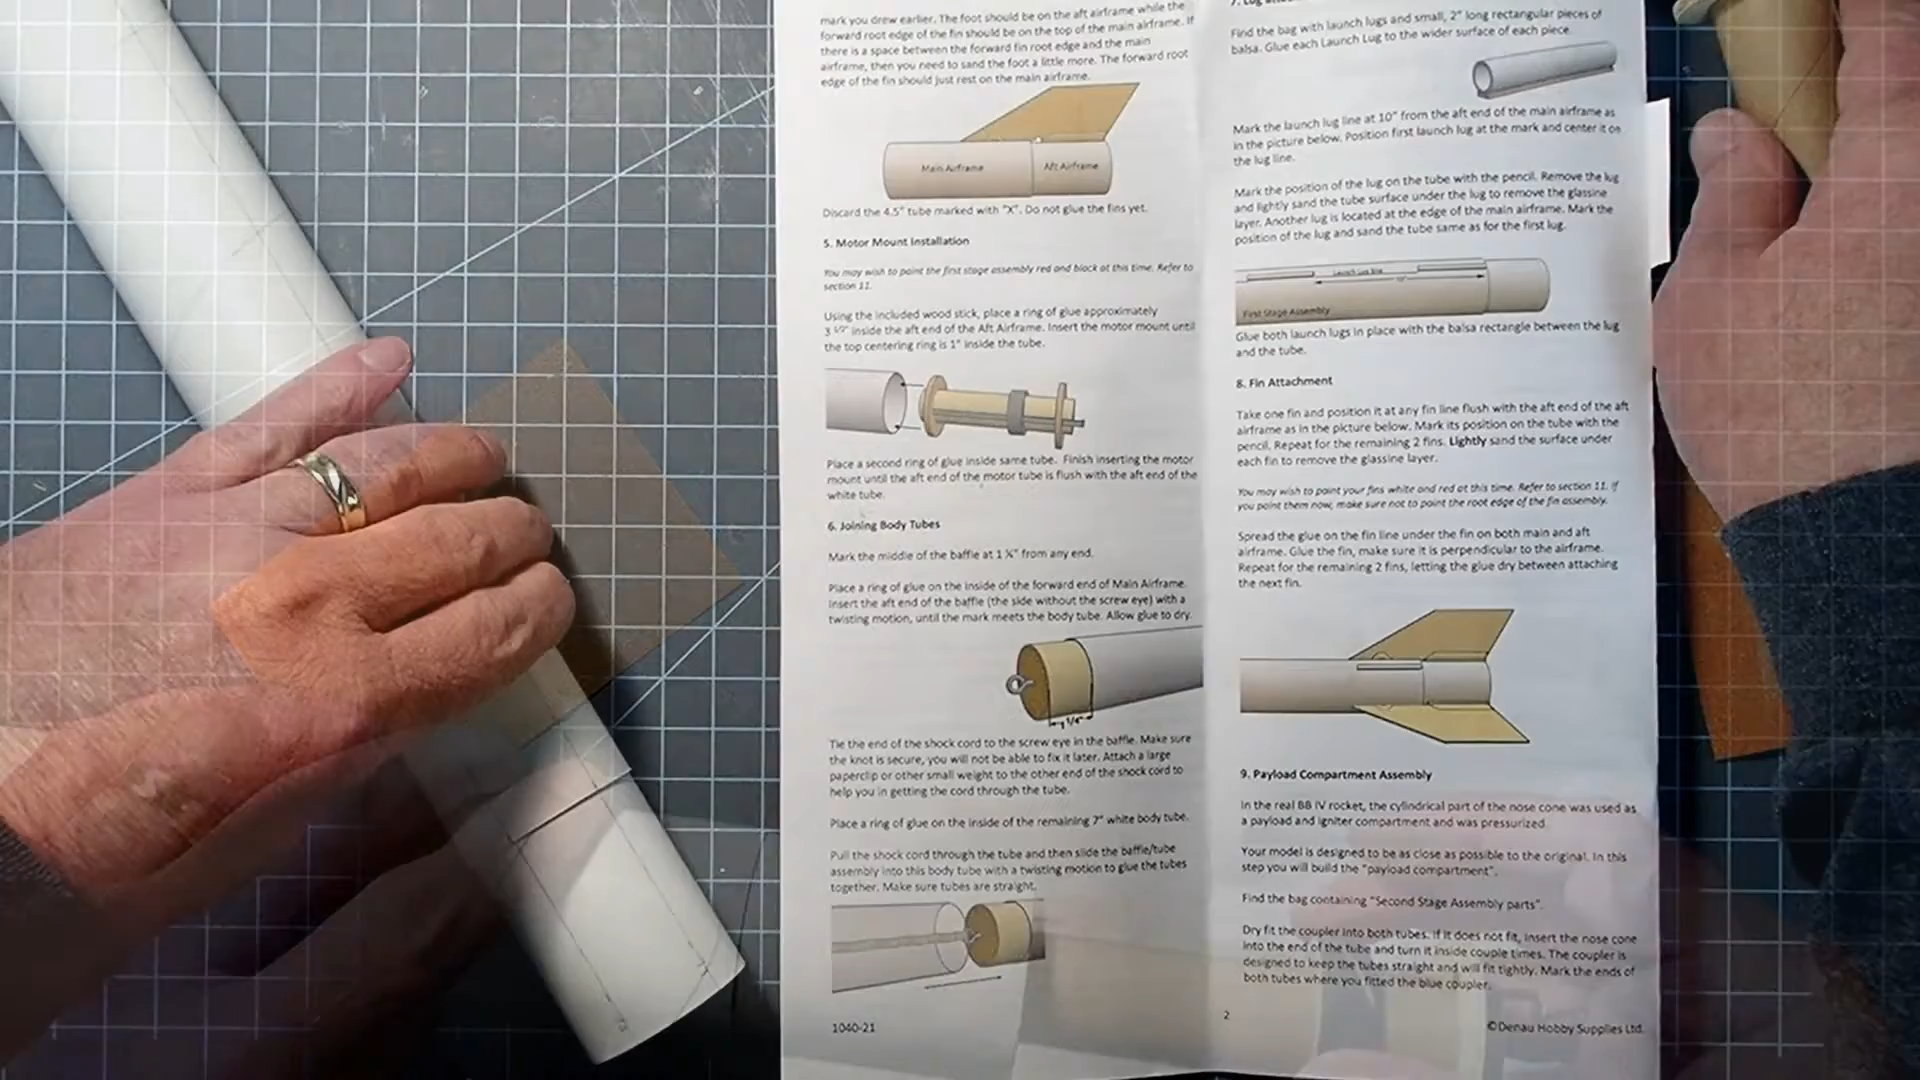 mark you drew earlier. The foot should be on the aft airframe while the
forward root edge of the fin should be on the top of the main airframe. If
there is a space between the forward fin root edge and the main
airframe, then you need to sand the foot a little more. The forward root
edge of the fin should just rest on the main airframe.
Main Airframe
Aft Airframe
Discard the 4.5" tube marked with "X". Do not glue the fins yet.
5. Motor Mount Installation
You may wish to paint the first stage assembly red and black at this time. Refer to
section 11.
Using the included wood stick, place a ring of glue approximately
3 1/2" inside the aft end of the Aft Airframe. Insert the motor mount until
the top centering ring is 1" inside the tube.
Place a second ring of glue inside same tube. Finish inserting the motor
mount until the aft end of the motor tube is flush with the aft end of the
white tube.
6. Joining Body Tubes
Mark the middle of the baffle at 1 ¼" from any end.
Place a ring of glue on the inside of the forward end of Main Airframe.
Insert the aft end of the baffle (the side without the screw eye) with a
twisting motion, until the mark meets the body tube. Allow glue to dry.
Tie the end of the shock cord to the screw eye in the baffle. Make sure
the knot is secure, you will not be able to fix it later. Attach a large
paperclip or other small weight to the other end of the shock cord to
help you in getting the cord through the tube.
Place a ring of glue on the inside of the remaining 7" white body tube.
Pull the shock cord through the tube and then slide the baffle/tube
assembly into this body tube with a twisting motion to glue the tubes
together. Make sure tubes are straight.
1040-21
7. Lug
Find the bag with launch lugs and small, 2" long rectangular pieces of
balsa. Glue each Launch Lug to the wider surface of each piece.
Mark the launch lug line at 10" from the aft end of the main airframe as
in the picture below. Position first launch lug at the mark and center it on
the lug line.
Mark the position of the lug on the tube with the pencil. Remove the lug
and lightly sand the tube surface under the lug to remove the glassine
layer. Another lug is located at the edge of the main airframe. Mark the
position of the lug and sand the tube same as for the first lug.
Launch Lug line
10"
First Stage Assembly
Glue both launch lugs in place with the balsa rectangle between the lug
and the tube.
8. Fin Attachment
Take one fin and position it at any fin line flush with the aft end of the aft
airframe as in the picture below. Mark its position on the tube with the
pencil. Repeat for the remaining 2 fins. Lightly sand the surface under
each fin to remove the glassine layer.
You may wish to paint your fins white and red at this time. Refer to section 11. If
you paint them now, make sure not to paint the root edge of the fin assembly.
Spread the glue on the fin line under the fin on both main and aft
airframe. Glue the fin, make sure it is perpendicular to the airframe.
Repeat for the remaining 2 fins, letting the glue dry between attaching
the next fin.
9. Payload Compartment Assembly
In the real BB IV rocket, the cylindrical part of the nose cone was used as
a payload and igniter compartment and was pressurized.
Your model is designed to be as close as possible to the original. In this
step you will build the "payload compartment".
Find the bag containing "Second Stage Assembly parts".
Dry fit the coupler into both tubes. If it does not fit, insert the nose cone
into the end of the tube and turn it inside couple times. The coupler is
designed to keep the tubes straight and will fit tightly. Mark the ends of
both tubes where you fitted the blue coupler.
2
©Denau Hobby Supplies Ltd.